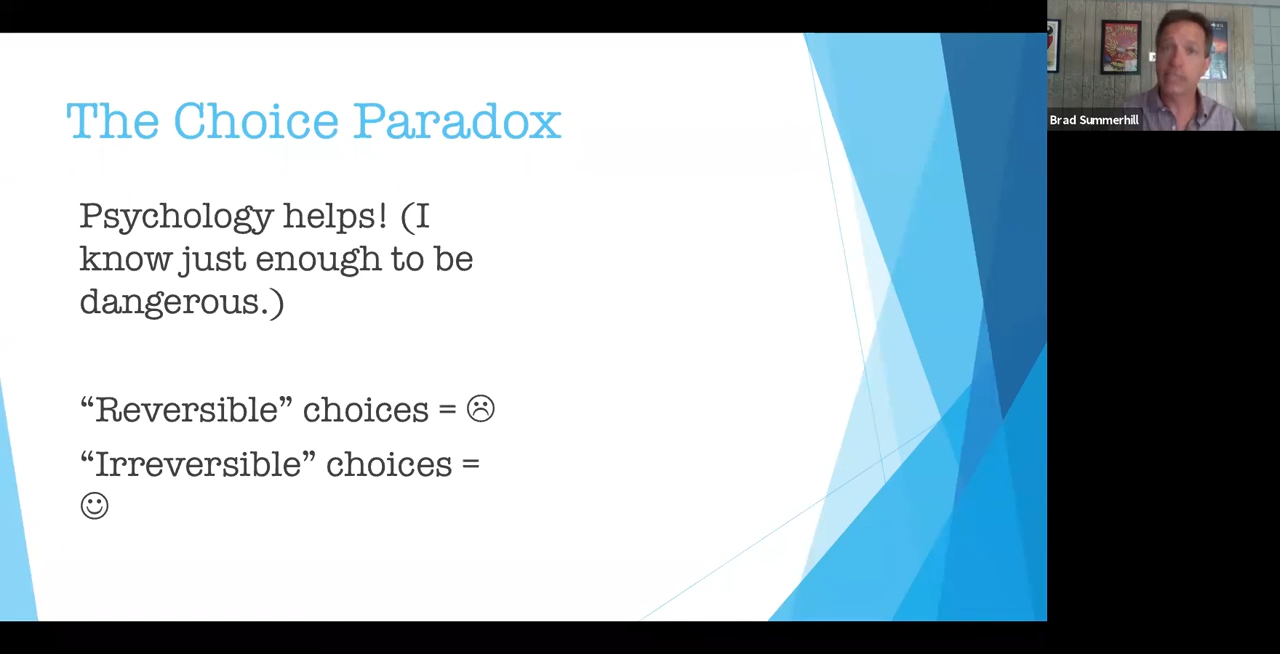 The Choice Paradox
Psychology helps! (I
know just enough to be
dangerous.)
“Reversible” choices = ☹
“Irreversible” choices =
☺
Brad Summerhill